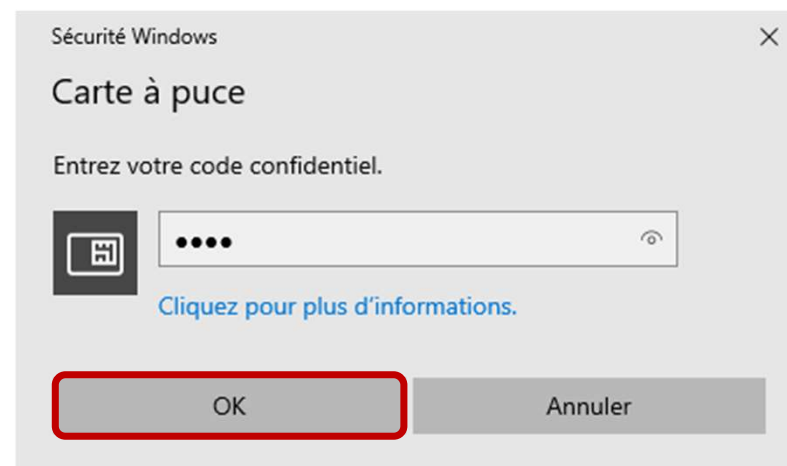 Sécurité Windows
Carte à puce
Entrez votre code confidentiel.
••••
Cliquez pour plus d'informations.
OK Annuler